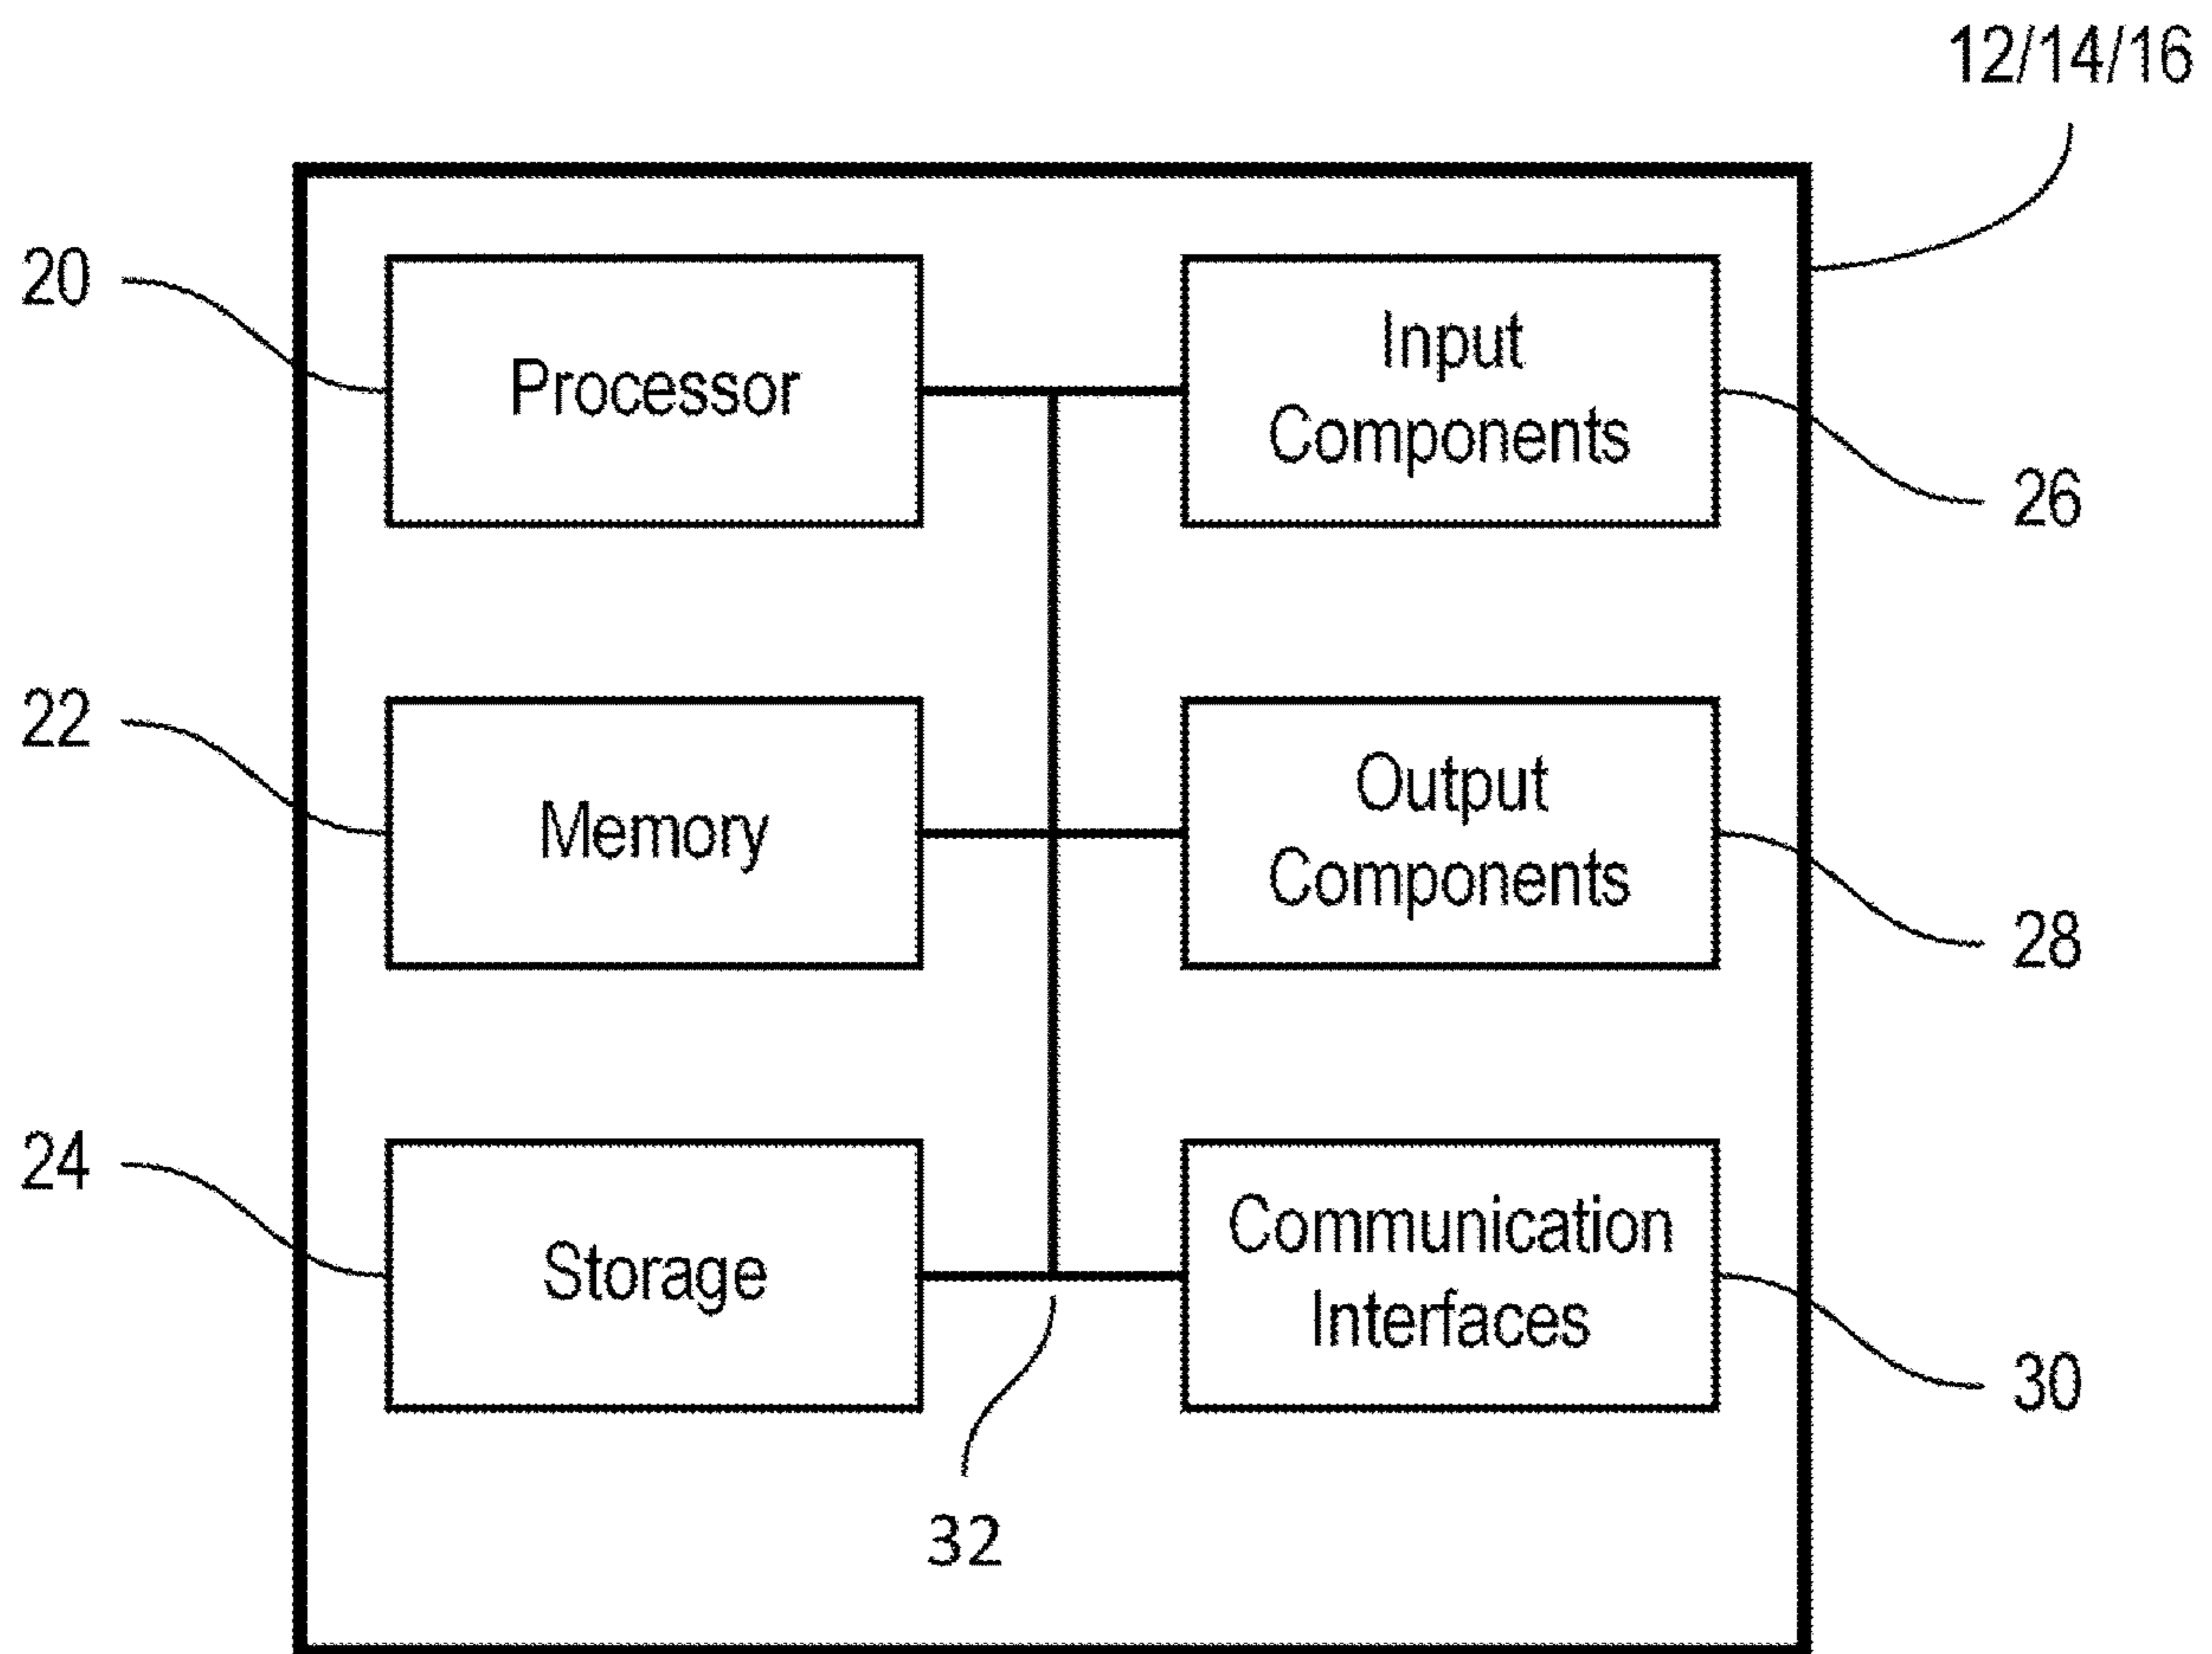 12/14/16
20
Processor
Input
Components
26
22
Memory
Output
Components
28
24
Storage
Communication
Interfaces
30
32